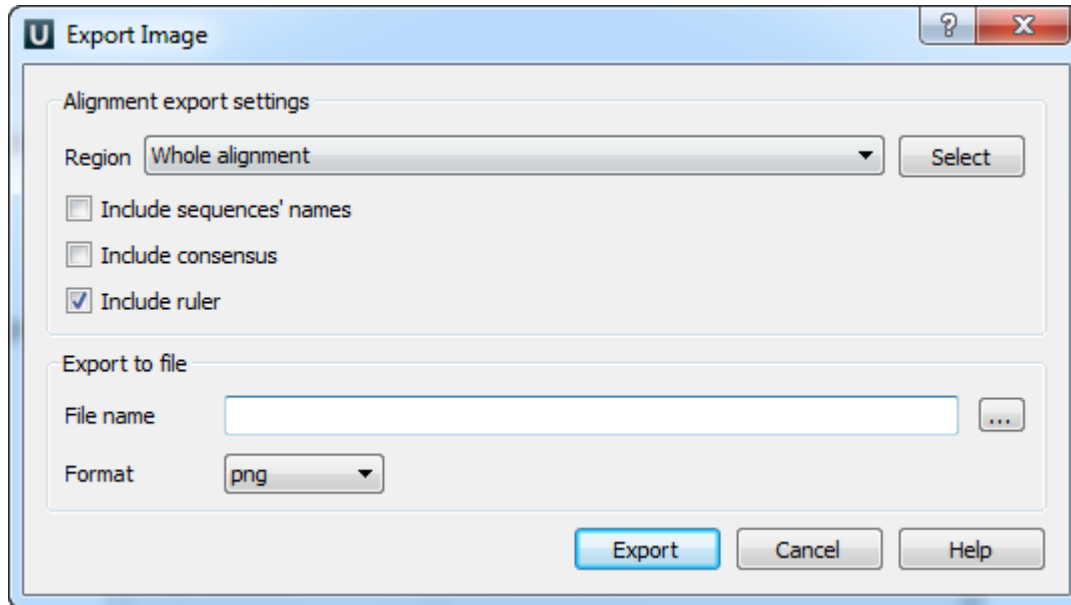 U Export Image ?
Alignment export settings
Region Whole alignment Select
Include sequences' names
Include consensus
Include ruler
Export to file
File name ...
Format png
Export Cancel Help